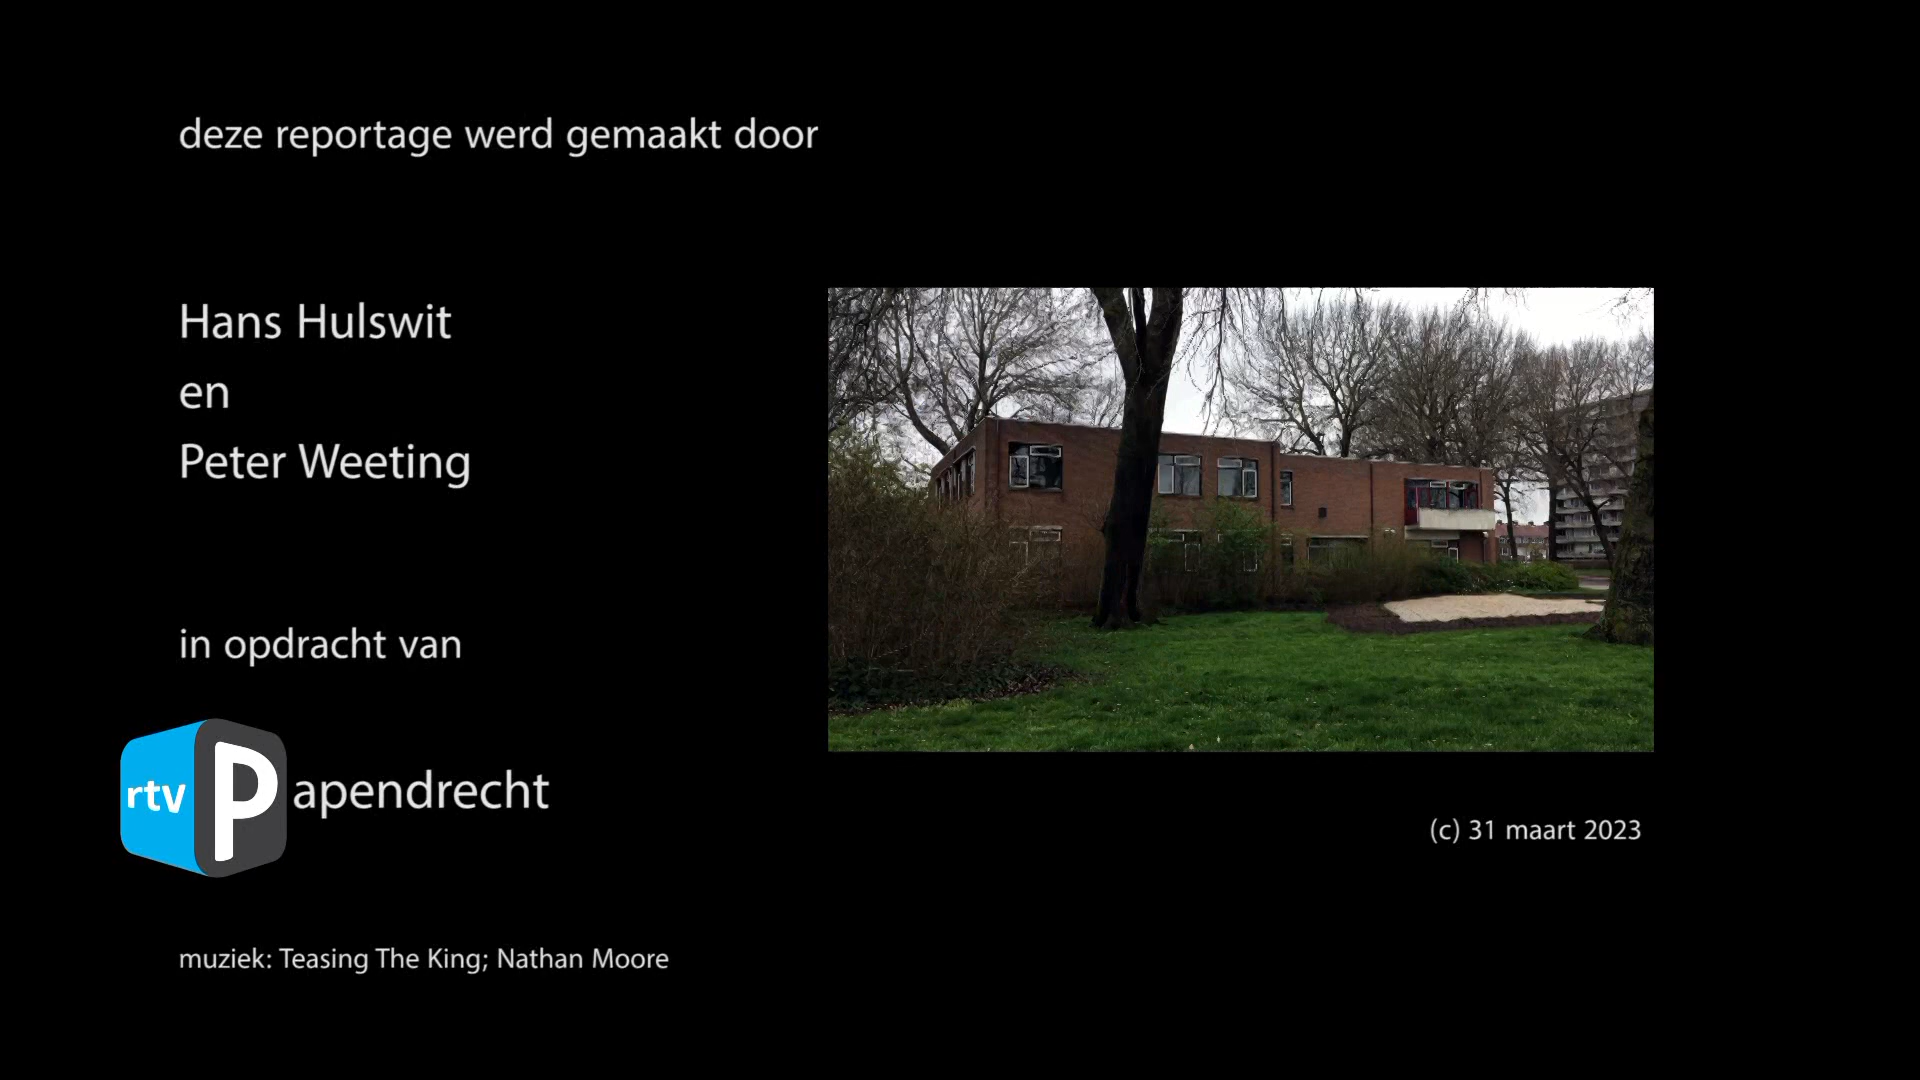 deze reportage werd gemaakt door
Hans Hulswit
en
Peter Weeting
in opdracht van
rtv Papendrecht
(c) 31 maart 2023
muziek: Teasing The King; Nathan Moore